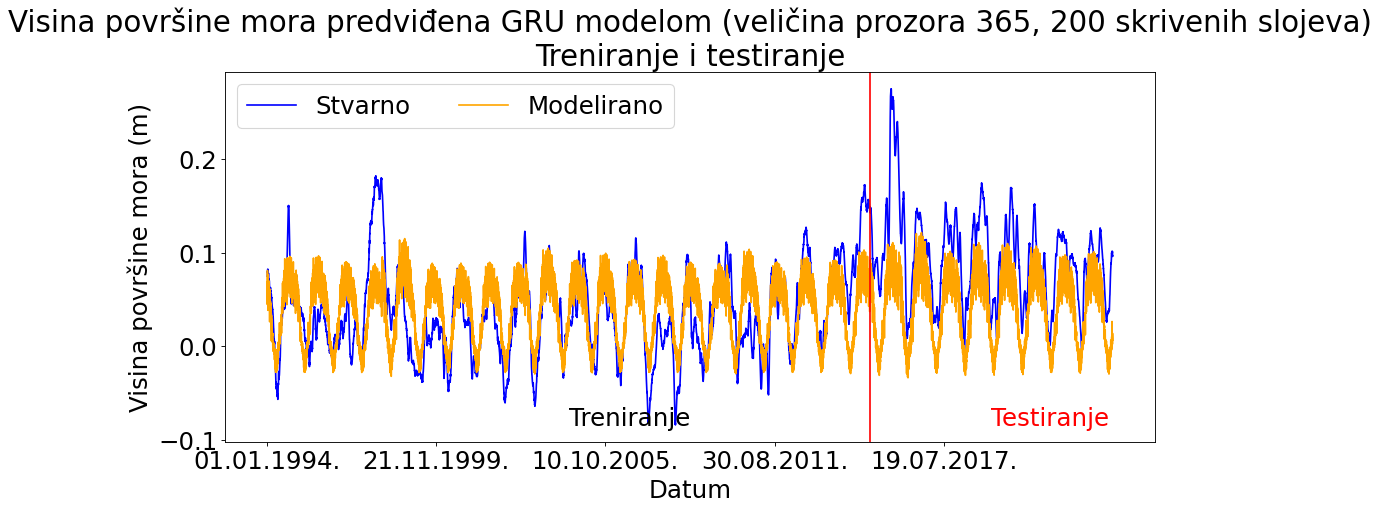 Visina površine mora predviđena GRU modelom (veličina prozora 365, 200 skrivenih slojeva)
Treniranje i testiranje
Stvarno Modelirano
Visina površine mora (m)
0.2
0.1
0.0
−0.1
Treniranje Testiranje
01.01.1994. 21.11.1999. 10.10.2005. 30.08.2011. 19.07.2017.
Datum